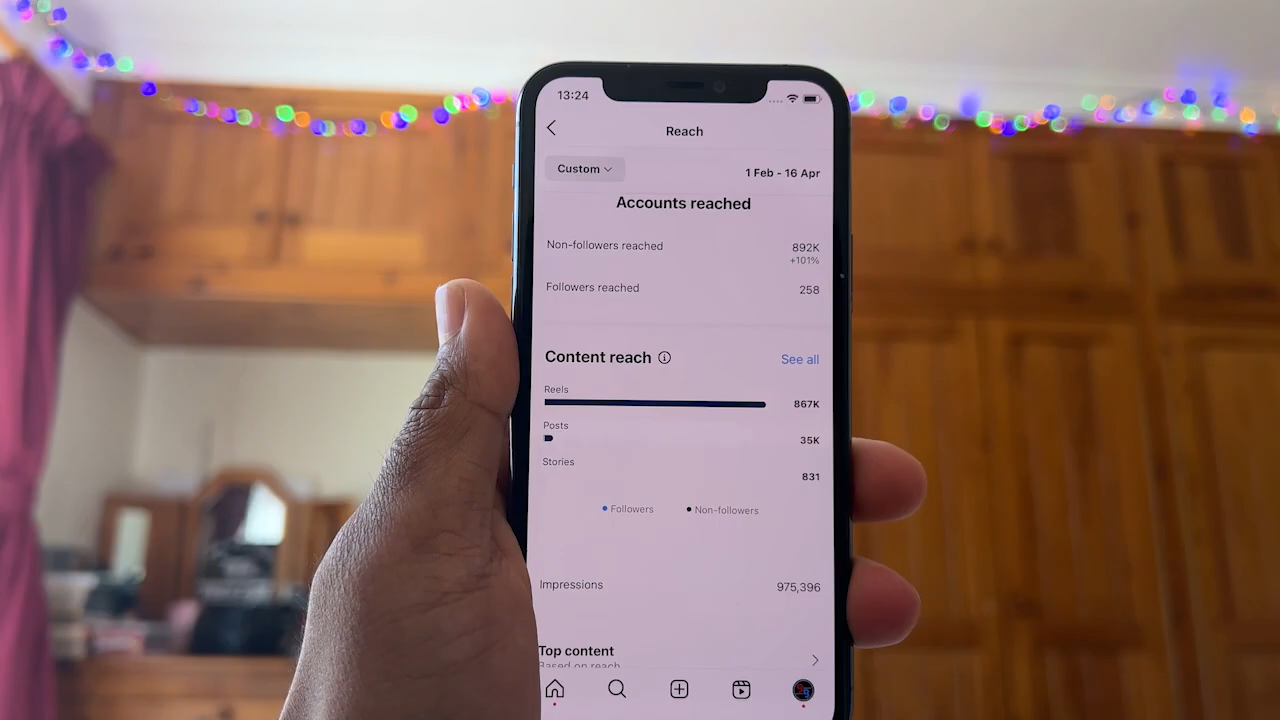 13:24
Reach
Custom
1 Feb - 16 Apr
Accounts reached
Non-followers reached 892K
+101%
Followers reached 258
Content reach See all
Reels
867K
Posts
35K
Stories
831
Followers Non-followers
Impressions 975,396
Top content
Based on reach